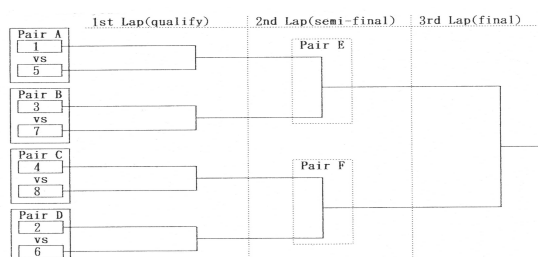 1st Lap(qualify) 2nd Lap(semi-final) 3rd Lap(final)
Pair A
1
vs
5
Pair B
3
vs
7
Pair C
4
vs
8
Pair D
2
vs
6
Pair E
Pair F